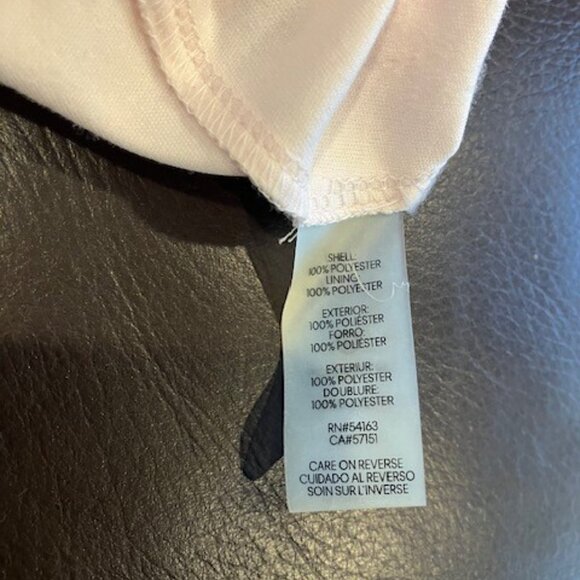 SHELL:
100% POLYESTER
LINING:
100% POLYESTER
EXTERIOR:
100% POLIÉSTER
FORRO:
100% POLIÉSTER
EXTERIUR:
100% POLYESTER
DOUBLURE:
100% POLYESTER
RN#54163
CA#57151
CARE ON REVERSE
CUIDADO AL REVERSO
SOIN SUR L'INVERSE